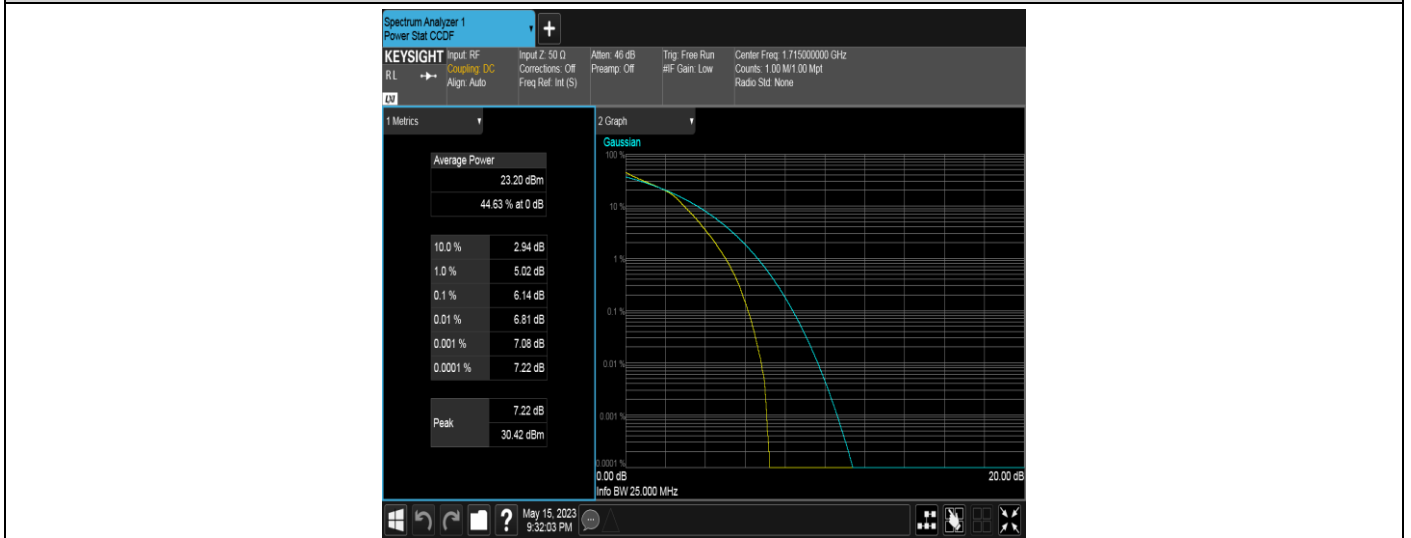 Spectrum Analyzer 1
Power Stat CCDF
+
KEYSIGHT
RL
LXI
Input: RF
Coupling: DC
Align: Auto
Input Z: 50 Ω
Corrections: Off
Freq Ref: Int (S)
Atten: 46 dB
Preamp: Off
Trig: Free Run
#IF Gain: Low
Center Freq: 1.715000000 GHz
Counts: 1.00 M/1.00 Mpt
Radio Std: None
1 Metrics
Average Power
23.20 dBm
44.63 % at 0 dB
10.0 % 2.94 dB
1.0 % 5.02 dB
0.1 % 6.14 dB
0.01 % 6.81 dB
0.001 % 7.08 dB
0.0001 % 7.22 dB
Peak
7.22 dB
30.42 dBm
2 Graph
Gaussian
100 %
10 %
1 %
0.1 %
0.01 %
0.001 %
0.0001 %
0.00 dB 20.00 dB
Info BW 25.000 MHz
?
May 15, 2023
9:32:03 PM